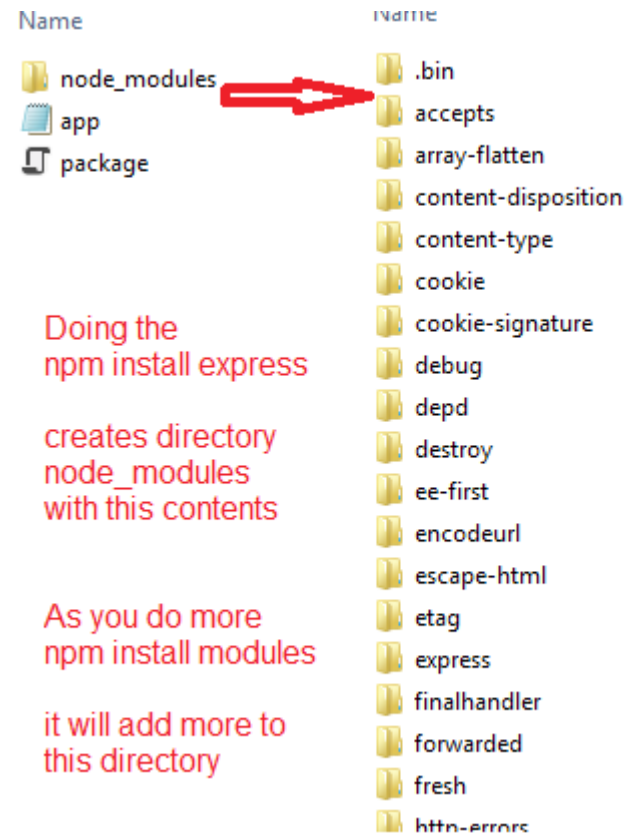 Name
node_modules
app
package
Doing the
npm install express
creates directory
node_modules
with this contents
As you do more
npm install modules
it will add more to
this directory
Name
.bin
accepts
array-flatten
content-disposition
content-type
cookie
cookie-signature
debug
depd
destroy
ee-first
encodeurl
escape-html
etag
express
finalhandler
forwarded
fresh
http-errors